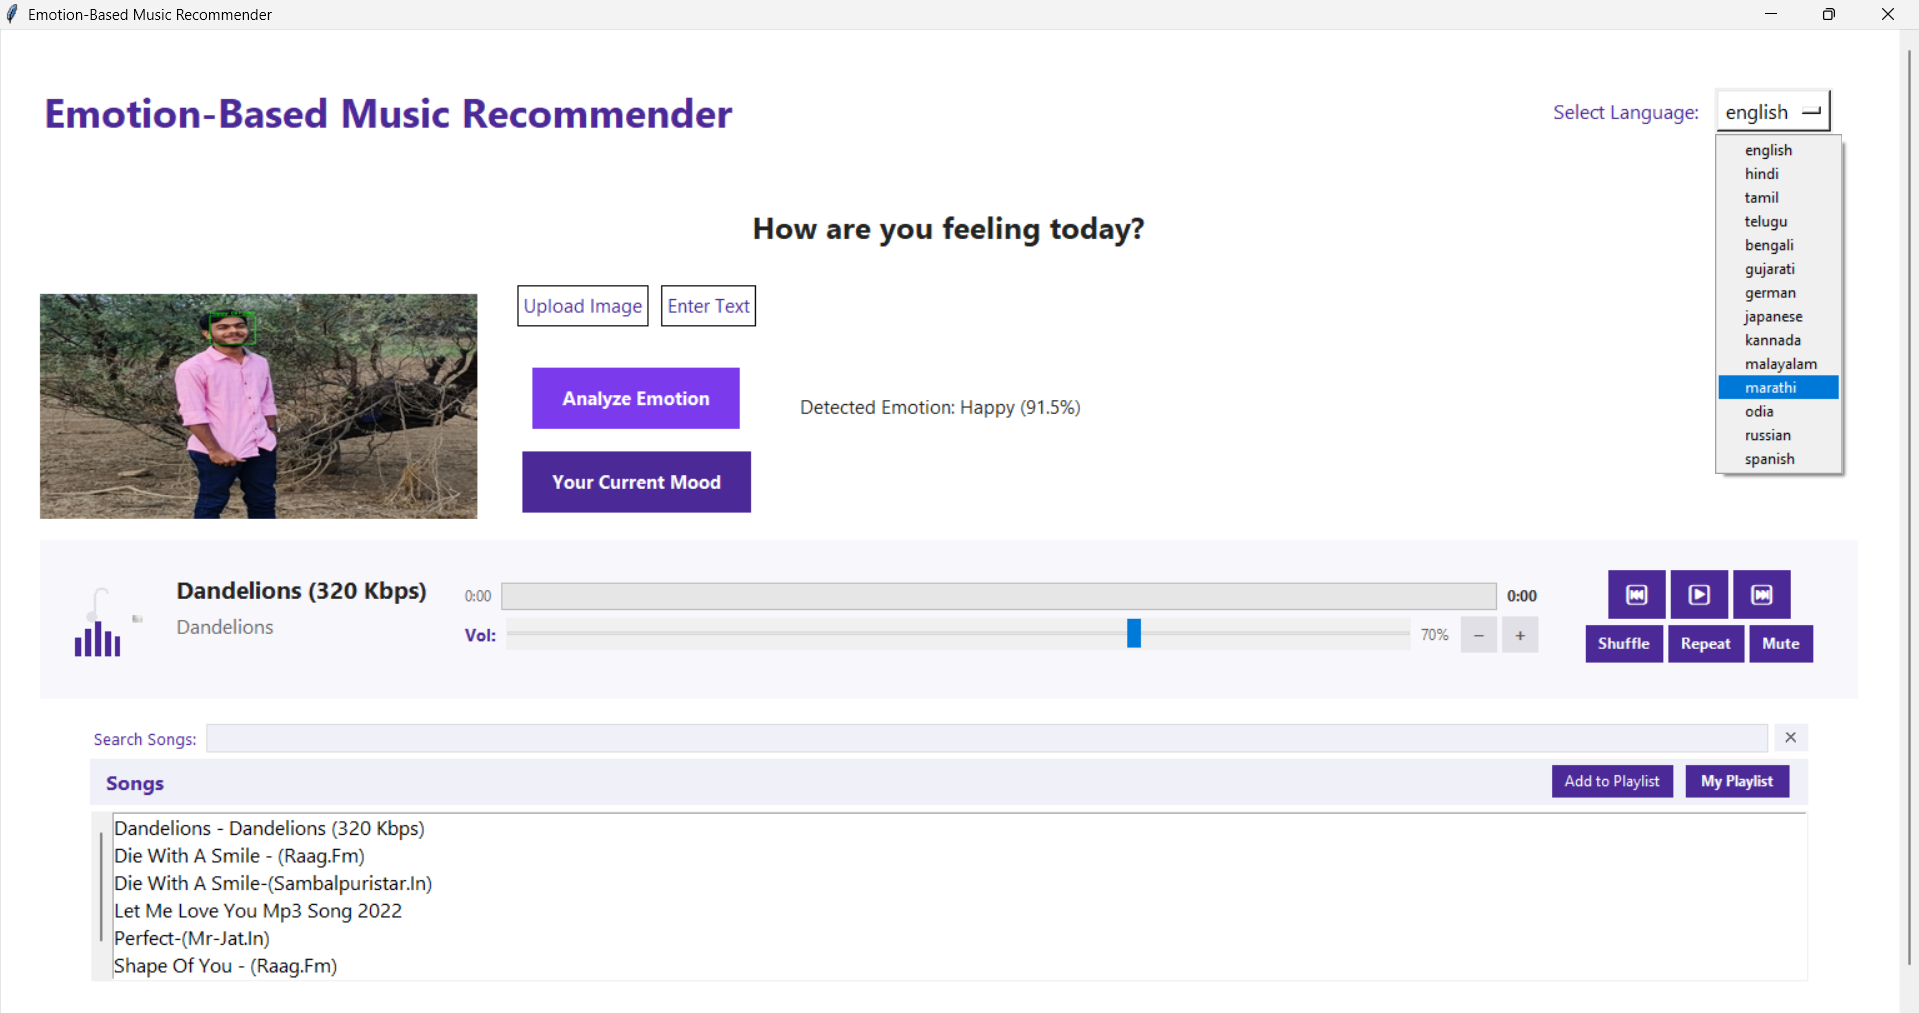 Emotion-Based Music Recommender
Emotion-Based Music Recommender
Select Language: english
english
hindi
tamil
telugu
bengali
gujarati
german
japanese
kannada
malayalam
marathi
odia
russian
spanish
How are you feeling today?
Upload Image Enter Text
Analyze Emotion
Detected Emotion: Happy (91.5%)
Your Current Mood
Dandelions (320 Kbps)
Dandelions
0:00 0:00
Vol: 70% − +
Shuffle Repeat Mute
Search Songs: ✕
Songs Add to Playlist My Playlist
Dandelions - Dandelions (320 Kbps)
Die With A Smile - (Raag.Fm)
Die With A Smile-(Sambalpuristar.In)
Let Me Love You Mp3 Song 2022
Perfect-(Mr-Jat.In)
Shape Of You - (Raag.Fm)